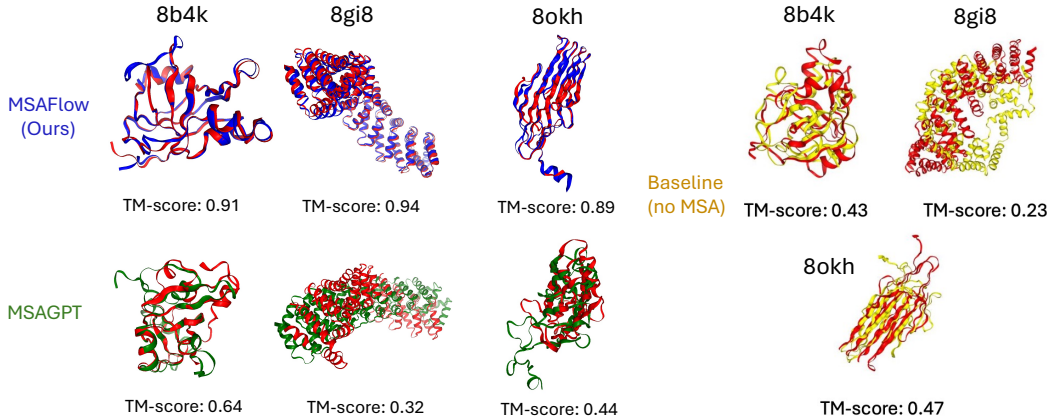 8b4k
8gi8
8okh
8b4k
8gi8
MSAFlow
(Ours)
Baseline
(no MSA)
TM-score: 0.91
TM-score: 0.94
TM-score: 0.89
TM-score: 0.43
TM-score: 0.23
8okh
MSAGPT
TM-score: 0.64
TM-score: 0.32
TM-score: 0.44
TM-score: 0.47